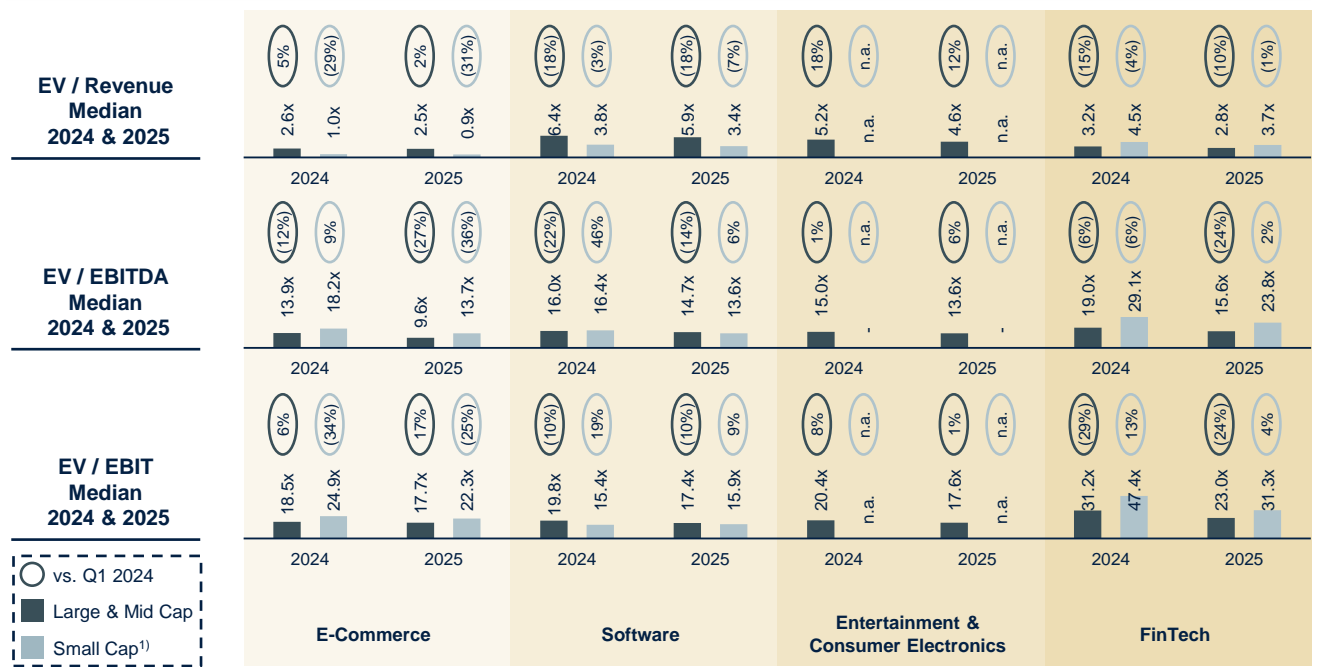 EV / Revenue
Median
2024 & 2025
5%
(29%)
2%
(31%)
(18%)
(3%)
(18%)
(7%)
18%
n.a.
12%
n.a.
(15%)
(4%)
(10%)
(1%)
2.6x
1.0x
2.5x
0.9x
6.4x
3.8x
5.9x
3.4x
5.2x
n.a.
4.6x
n.a.
3.2x
4.5x
2.8x
3.7x
2024
2025
2024
2025
2024
2025
2024
2025
EV / EBITDA
Median
2024 & 2025
(12%)
9%
(27%)
(36%)
(22%)
46%
(14%)
6%
1%
n.a.
6%
n.a.
(6%)
(6%)
(24%)
2%
13.9x
18.2x
9.6x
13.7x
16.0x
16.4x
14.7x
13.6x
15.0x
-
13.6x
-
19.0x
29.1x
15.6x
23.8x
2024
2025
2024
2025
2024
2025
2024
2025
EV / EBIT
Median
2024 & 2025
6%
(34%)
17%
(25%)
(10%)
19%
(10%)
9%
8%
n.a.
1%
n.a.
(29%)
13%
(24%)
4%
18.5x
24.9x
17.7x
22.3x
19.8x
15.4x
17.4x
15.9x
20.4x
n.a.
17.6x
n.a.
31.2x
47.4x
23.0x
31.3x
2024
2025
2024
2025
2024
2025
2024
2025
vs. Q1 2024
Large & Mid Cap
Small Cap1)
E-Commerce
Software
Entertainment &
Consumer Electronics
FinTech